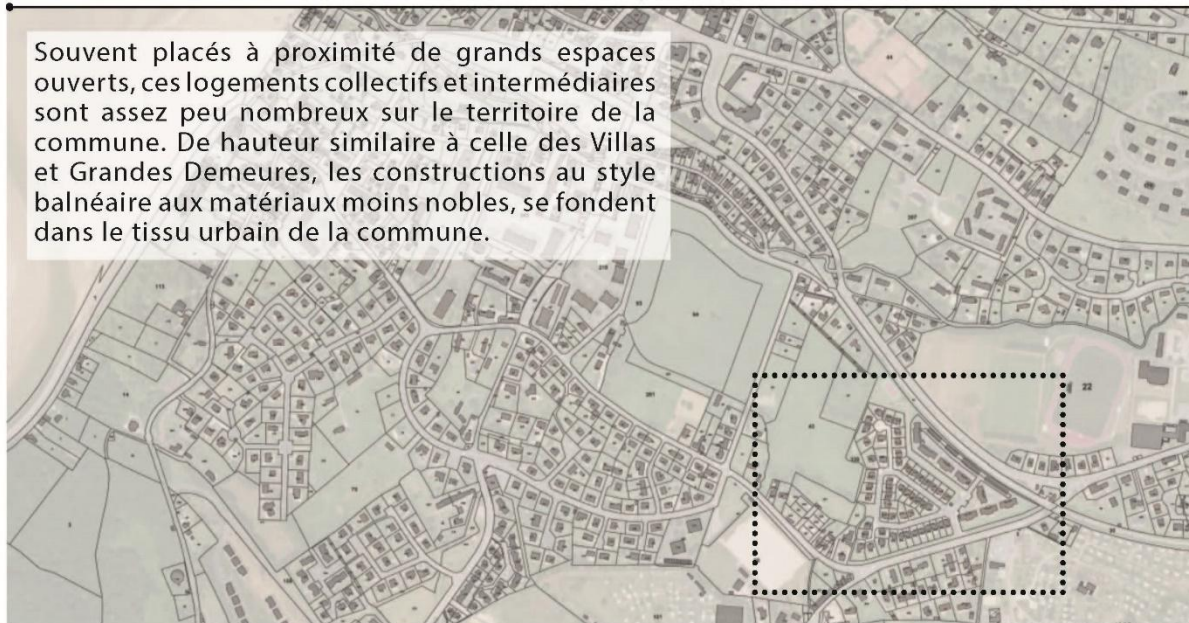 Souvent placés à proximité de grands espaces
ouverts, ces logements collectifs et intermédiaires
sont assez peu nombreux sur le territoire de la
commune. De hauteur similaire à celle des Villas
et Grandes Demeures, les constructions au style
balnéaire aux matériaux moins nobles, se fondent
dans le tissu urbain de la commune.
22